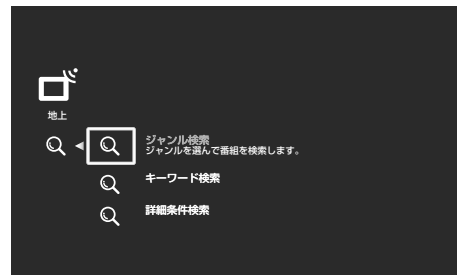 地上
ジャンル検索
ジャンルを選んで番組を検索します。
キーワード検索
詳細条件検索